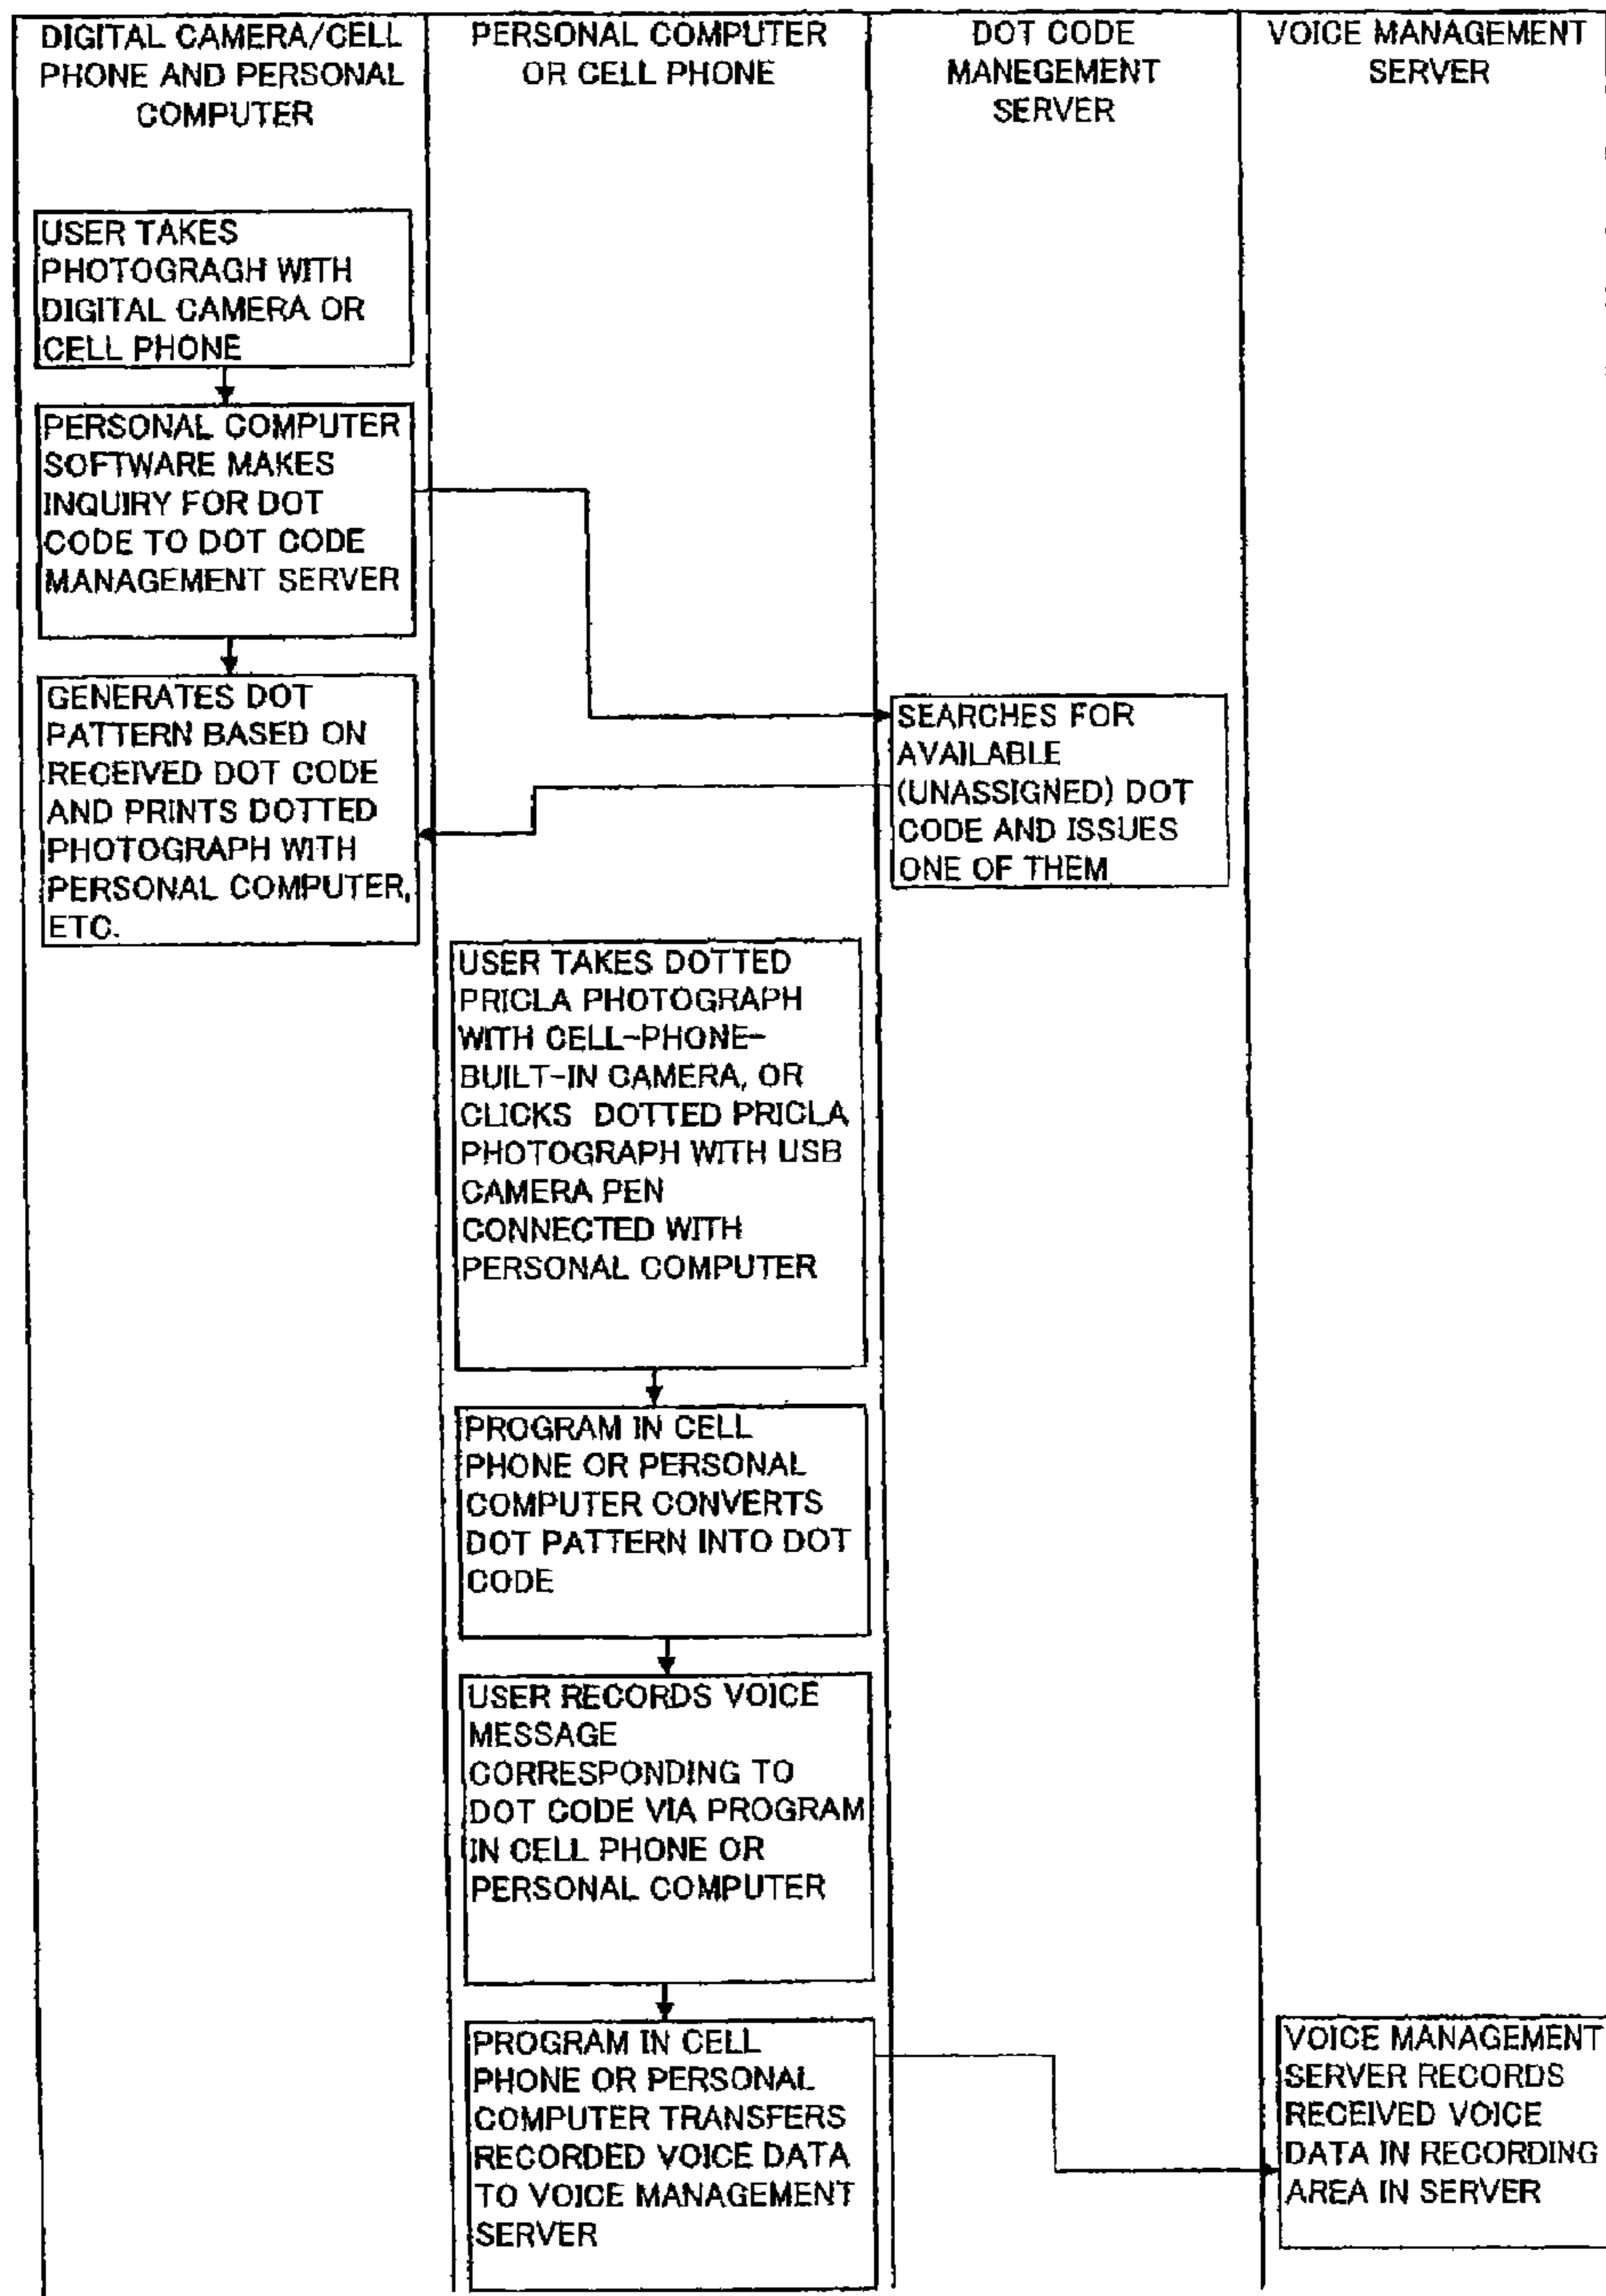 DIGITAL CAMERA/CELL
PHONE AND PERSONAL
COMPUTER
PERSONAL COMPUTER
OR CELL PHONE
DOT CODE
MANEGEMENT
SERVER
VOICE MANAGEMENT
SERVER
USER TAKES
PHOTOGRAGH WITH
DIGITAL CAMERA OR
CELL PHONE
PERSONAL COMPUTER
SOFTWARE MAKES
INQUIRY FOR DOT
CODE TO DOT CODE
MANAGEMENT SERVER
GENERATES DOT
PATTERN BASED ON
RECEIVED DOT CODE
AND PRINTS DOTTED
PHOTOGRAPH WITH
PERSONAL COMPUTER,
ETC.
SEARCHES FOR
AVAILABLE
(UNASSIGNED) DOT
CODE AND ISSUES
ONE OF THEM
USER TAKES DOTTED
PRICLA PHOTOGRAPH
WITH CELL-PHONE-
BUILT-IN CAMERA, OR
CLICKS DOTTED PRICLA
PHOTOGRAPH WITH USB
CAMERA PEN
CONNECTED WITH
PERSONAL COMPUTER
PROGRAM IN CELL
PHONE OR PERSONAL
COMPUTER CONVERTS
DOT PATTERN INTO DOT
CODE
USER RECORDS VOICE
MESSAGE
CORRESPONDING TO
DOT CODE VIA PROGRAM
IN CELL PHONE OR
PERSONAL COMPUTER
PROGRAM IN CELL
PHONE OR PERSONAL
COMPUTER TRANSFERS
RECORDED VOICE DATA
TO VOICE MANAGEMENT
SERVER
VOICE MANAGEMENT
SERVER RECORDS
RECEIVED VOICE
DATA IN RECORDING
AREA IN SERVER